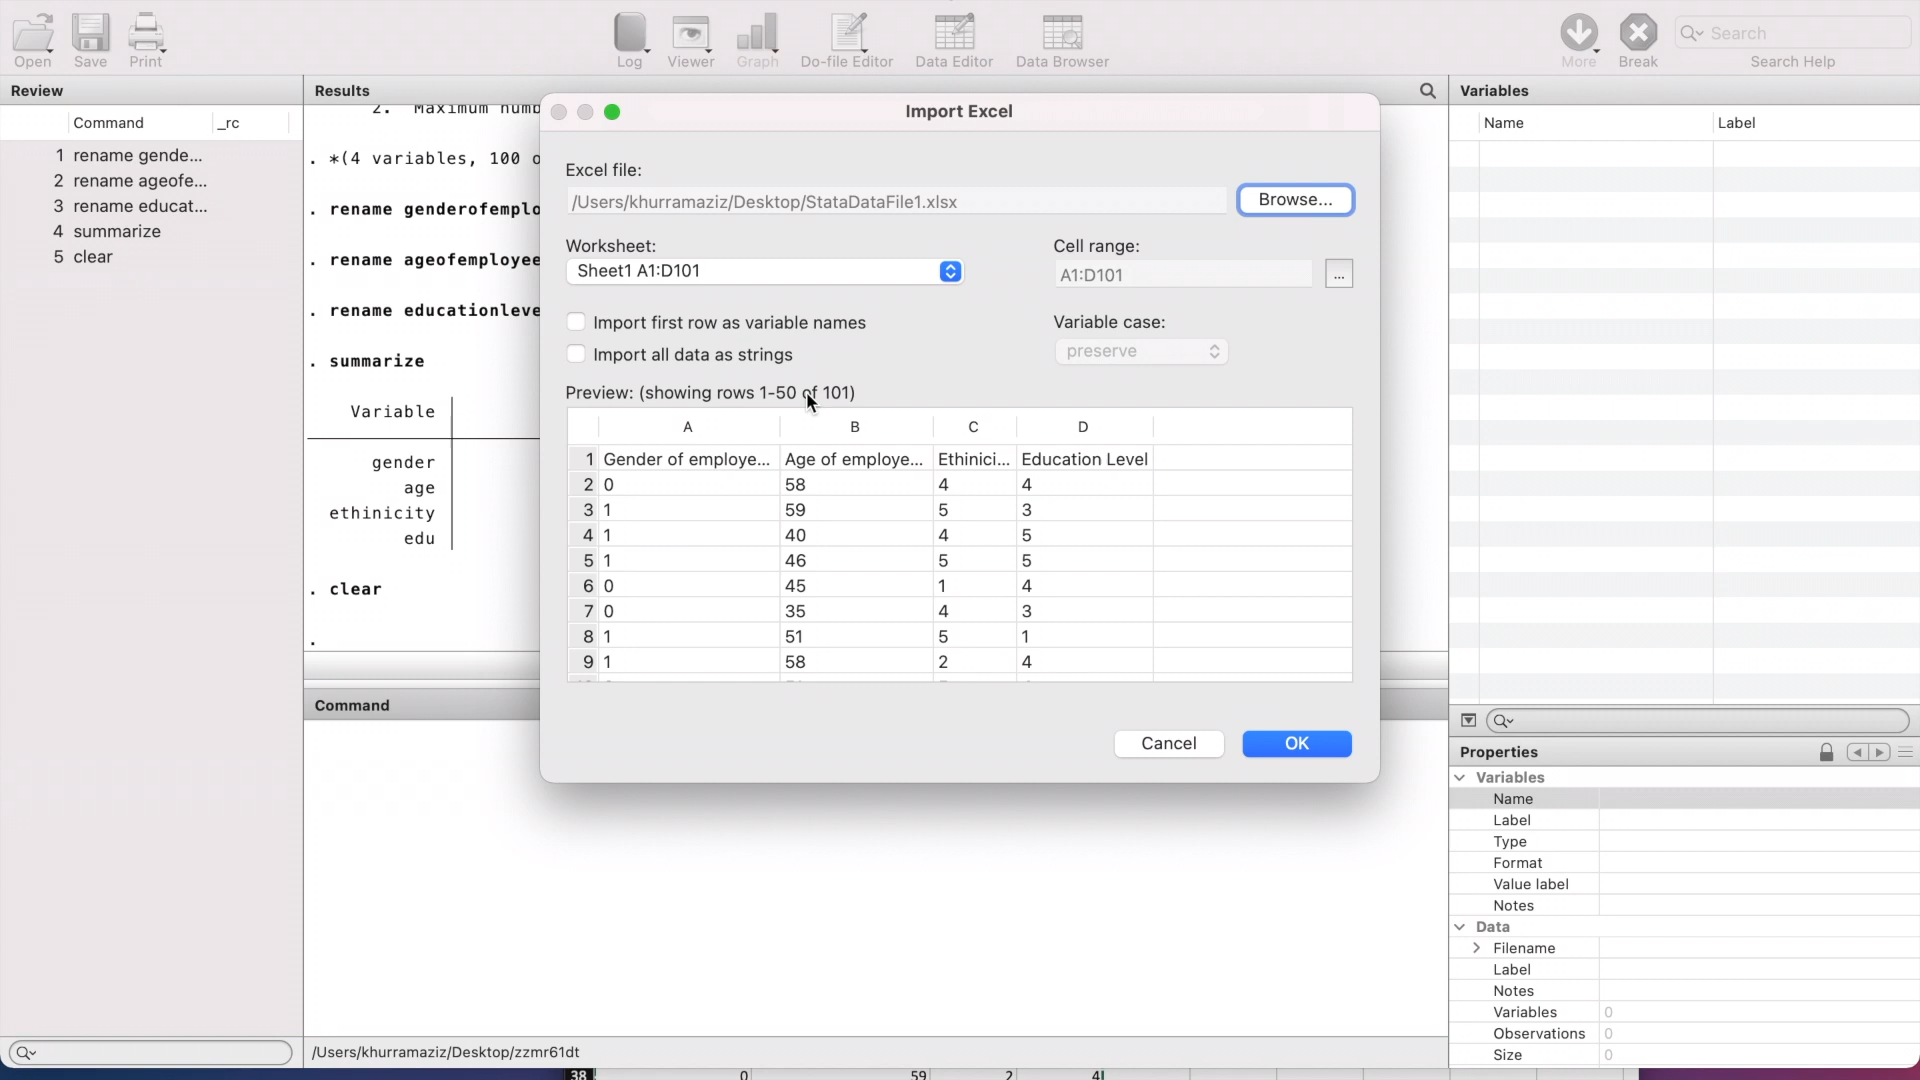 Open
Save
Print
Log
Viewer
Graph
Do-file Editor
Data Editor
Data Browser
More
Break
Search
Search Help
Review
Command _rc
1 rename gende...
2 rename ageofe...
3 rename educat...
4 summarize
5 clear
Results
2. Maximum numb
. *(4 variables, 100 o
. rename genderofemplo
. rename ageofemployee
. rename educationleve
. summarize
Variable
gender
age
ethinicity
edu
. clear
.
Command
/Users/khurramaziz/Desktop/zzmr61dt
Import Excel
Excel file:
/Users/khurramaziz/Desktop/StataDataFile1.xlsx
Browse...
Worksheet:
Sheet1 A1:D101
Cell range:
A1:D101
...
Import first row as variable names
Import all data as strings
Variable case:
preserve
Preview: (showing rows 1-50 of 101)
A B C D
1 Gender of employe... Age of employe... Ethinici... Education Level
2 0 58 4 4
3 1 59 5 3
4 1 40 4 5
5 1 46 5 5
6 0 45 1 4
7 0 35 4 3
8 1 51 5 1
9 1 58 2 4
Cancel
OK
Variables
Name Label
Properties
Variables
Name
Label
Type
Format
Value label
Notes
Data
Filename
Label
Notes
Variables 0
Observations 0
Size 0
38 0 59 2 4